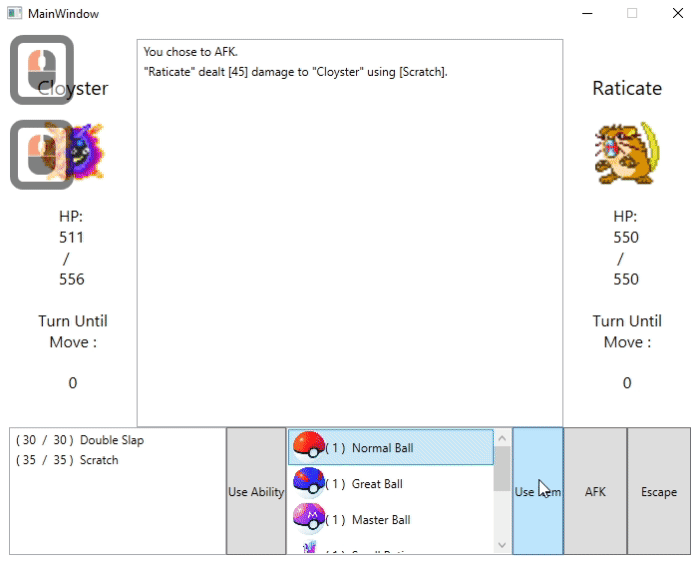 MainWindow
You chose to AFK.
"Raticate" dealt [45] damage to "Cloyster" using [Scratch].
Cloyster
HP:
511
/
556
Turn Until
Move :
0
Raticate
HP:
550
/
550
Turn Until
Move :
0
( 30 / 30 ) Double Slap
( 35 / 35 ) Scratch
Use Ability
( 1 ) Normal Ball
( 1 ) Great Ball
( 1 ) Master Ball
Use
AFK
Escape